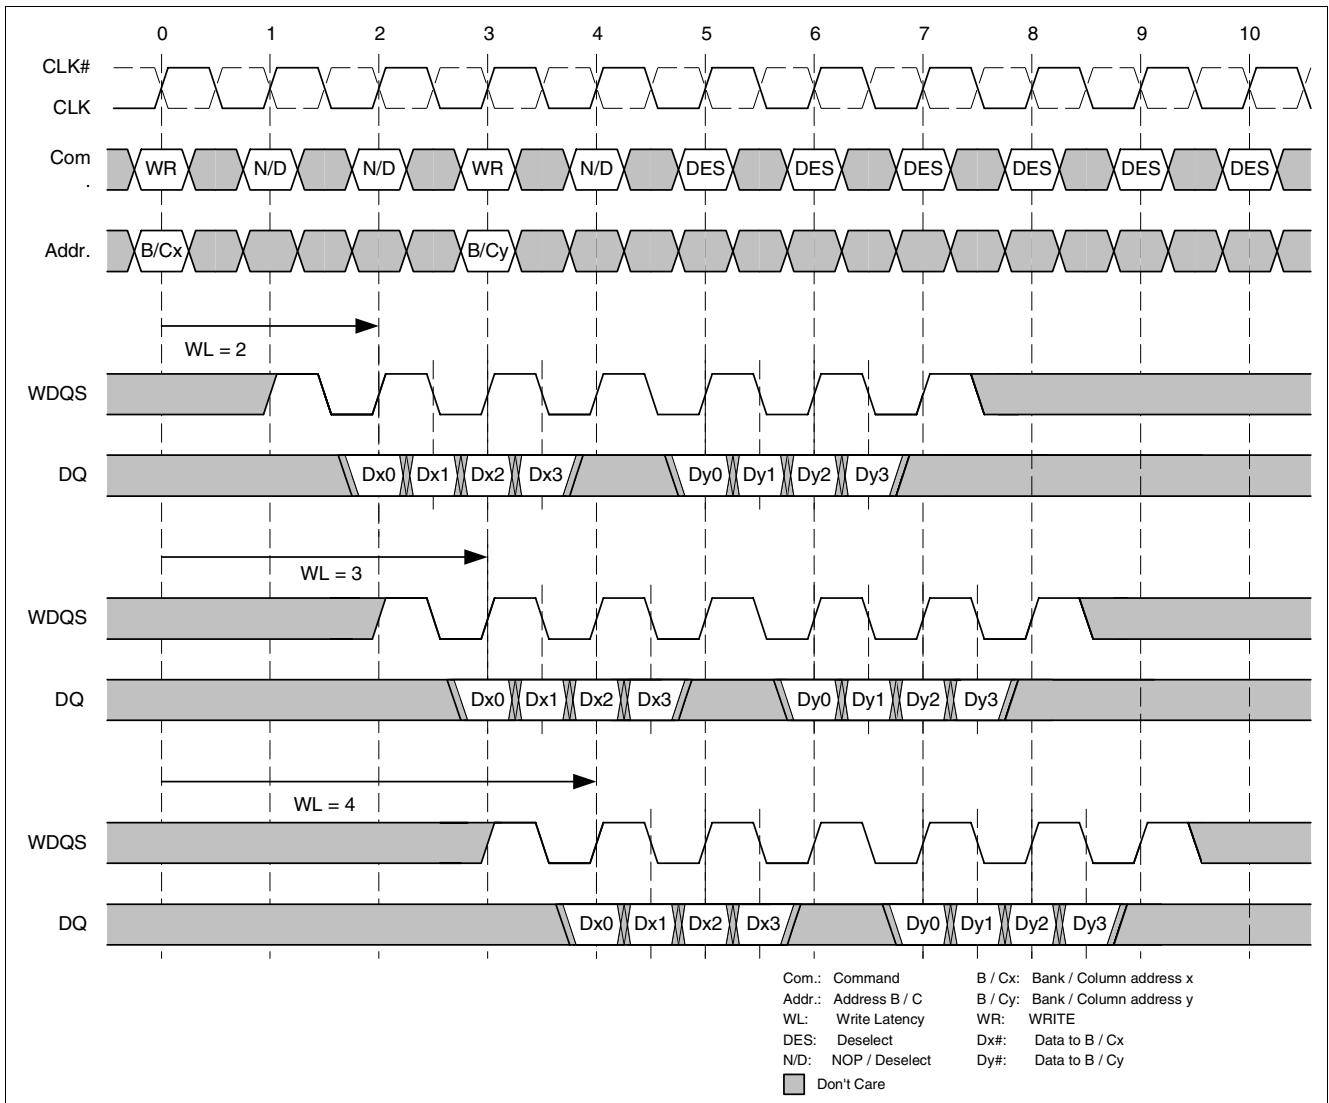 0 1 2 3 4 5 6 7 8 9 10
CLK#
CLK
Com
.
WR N/D N/D WR N/D DES DES DES DES DES DES
Addr. B/Cx B/Cy
WL = 2
WDQS
DQ Dx0 Dx1 Dx2 Dx3 Dy0 Dy1 Dy2 Dy3
WL = 3
WDQS
DQ Dx0 Dx1 Dx2 Dx3 Dy0 Dy1 Dy2 Dy3
WL = 4
WDQS
DQ Dx0 Dx1 Dx2 Dx3 Dy0 Dy1 Dy2 Dy3
Com.: Command B / Cx: Bank / Column address x
Addr.: Address B / C B / Cy: Bank / Column address y
WL: Write Latency WR: WRITE
DES: Deselect Dx#: Data to B / Cx
N/D: NOP / Deselect Dy#: Data to B / Cy
Don't Care